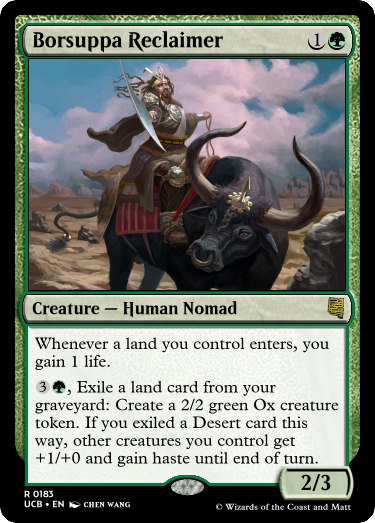 Borsuppa Reclaimer 1
Creature — Human Nomad
Whenever a land you control enters, you
gain 1 life.
3, Exile a land card from your
graveyard: Create a 2/2 green Ox creature
token. If you exiled a Desert card this
way, other creatures you control get
+1/+0 and gain haste until end of turn.
2/3
R 0183
UCB • EN CHEN WANG
© Wizards of the Coast and Matt